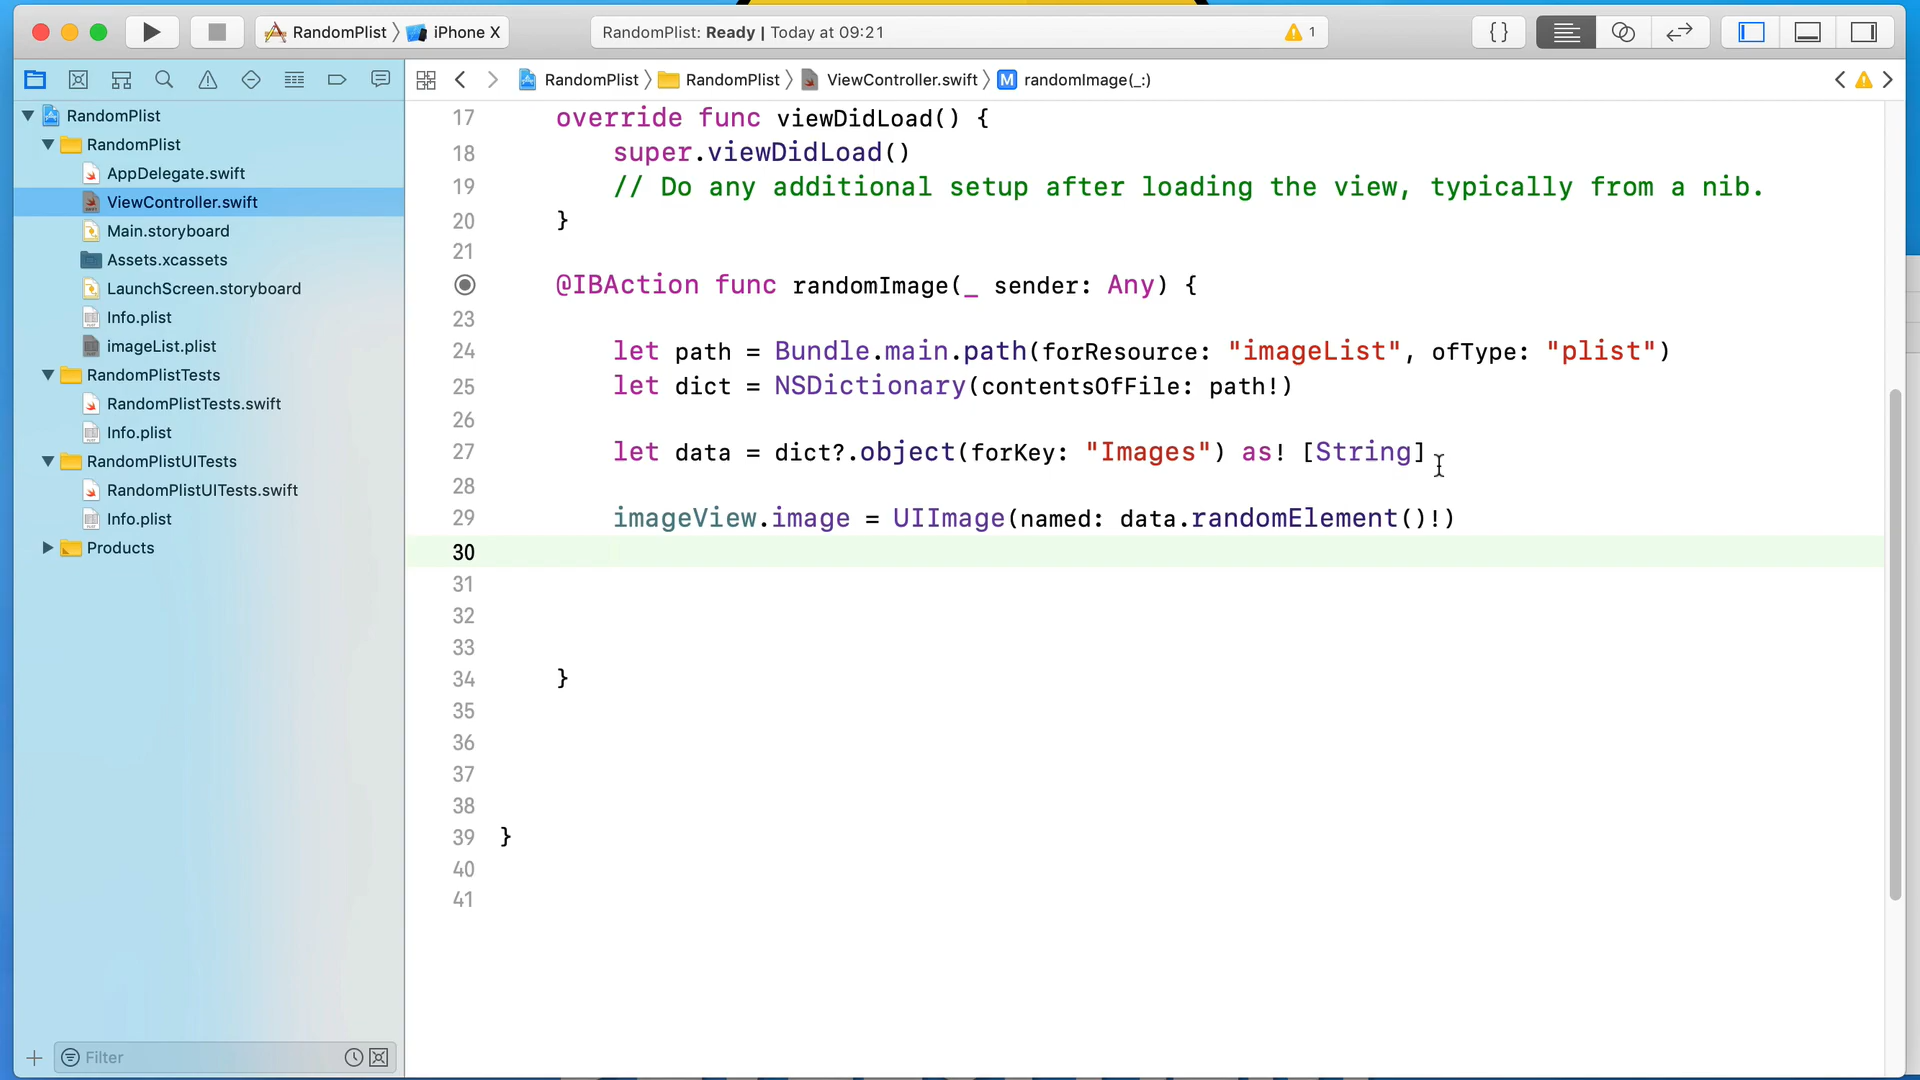 RandomPlist 〉 iPhone X
RandomPlist: Ready | Today at 09:21
1
{ }
RandomPlist 〉 RandomPlist 〉 ViewController.swift 〉 M randomImage(_:)
RandomPlist
RandomPlist
AppDelegate.swift
ViewController.swift
Main.storyboard
Assets.xcassets
LaunchScreen.storyboard
Info.plist
imageList.plist
RandomPlistTests
RandomPlistTests.swift
Info.plist
RandomPlistUITests
RandomPlistUITests.swift
Info.plist
Products
Filter
17 override func viewDidLoad() {
18 super.viewDidLoad()
19 // Do any additional setup after loading the view, typically from a nib.
20 }
21
@IBAction func randomImage(_ sender: Any) {
23
24 let path = Bundle.main.path(forResource: "imageList", ofType: "plist")
25 let dict = NSDictionary(contentsOfFile: path!)
26
27 let data = dict?.object(forKey: "Images") as! [String]
28
29 imageView.image = UIImage(named: data.randomElement()!)
30
31
32
33
34 }
35
36
37
38
39 }
40
41